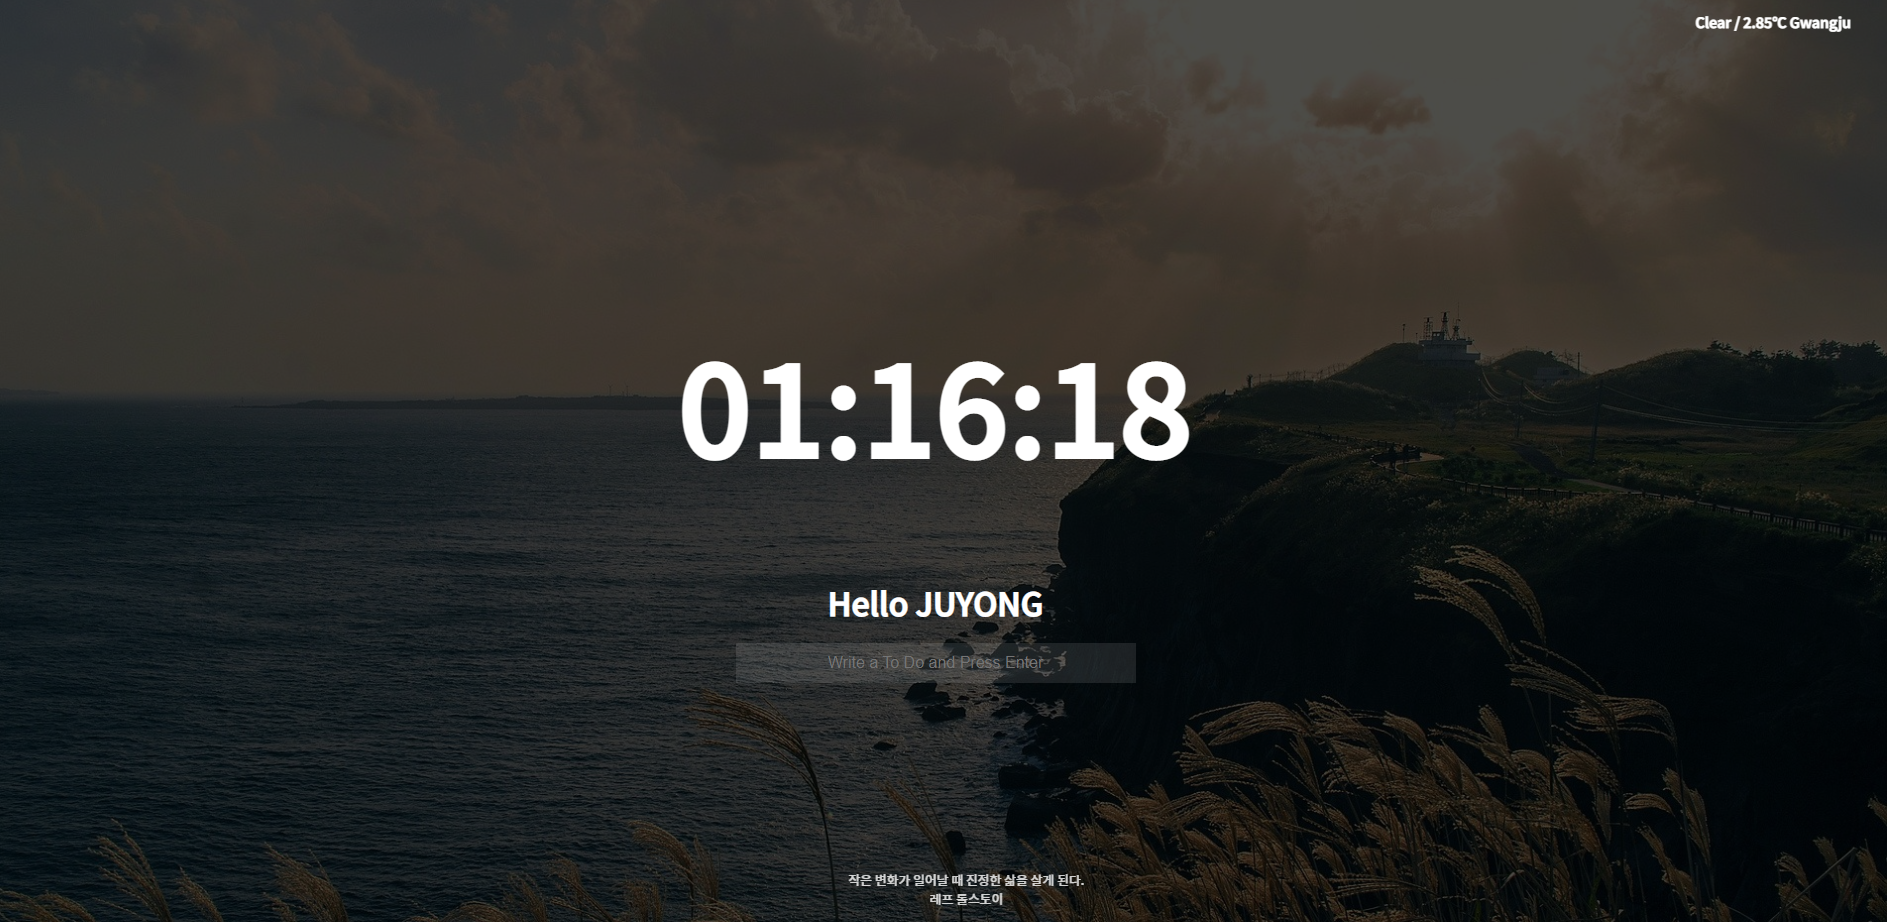 Clear / 2.85℃ Gwangju
01:16:18
Hello JUYONG
Write a To Do and Press Enter
작은 변화가 일어날 때 진정한 삶을 살게 된다.
레프 톨스토이